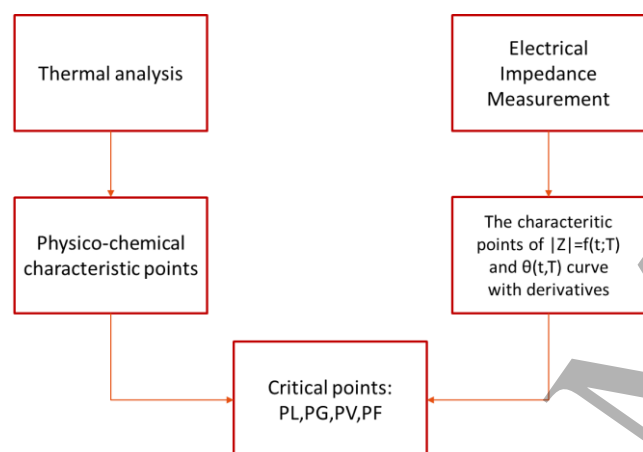 Thermal analysis
Electrical
Impedance
Measurement
Physico-chemical
characteristic points
The characteritic
points of |Z|=f(t;T)
and θ(t,T) curve
with derivatives
Critical points:
PL,PG,PV,PF